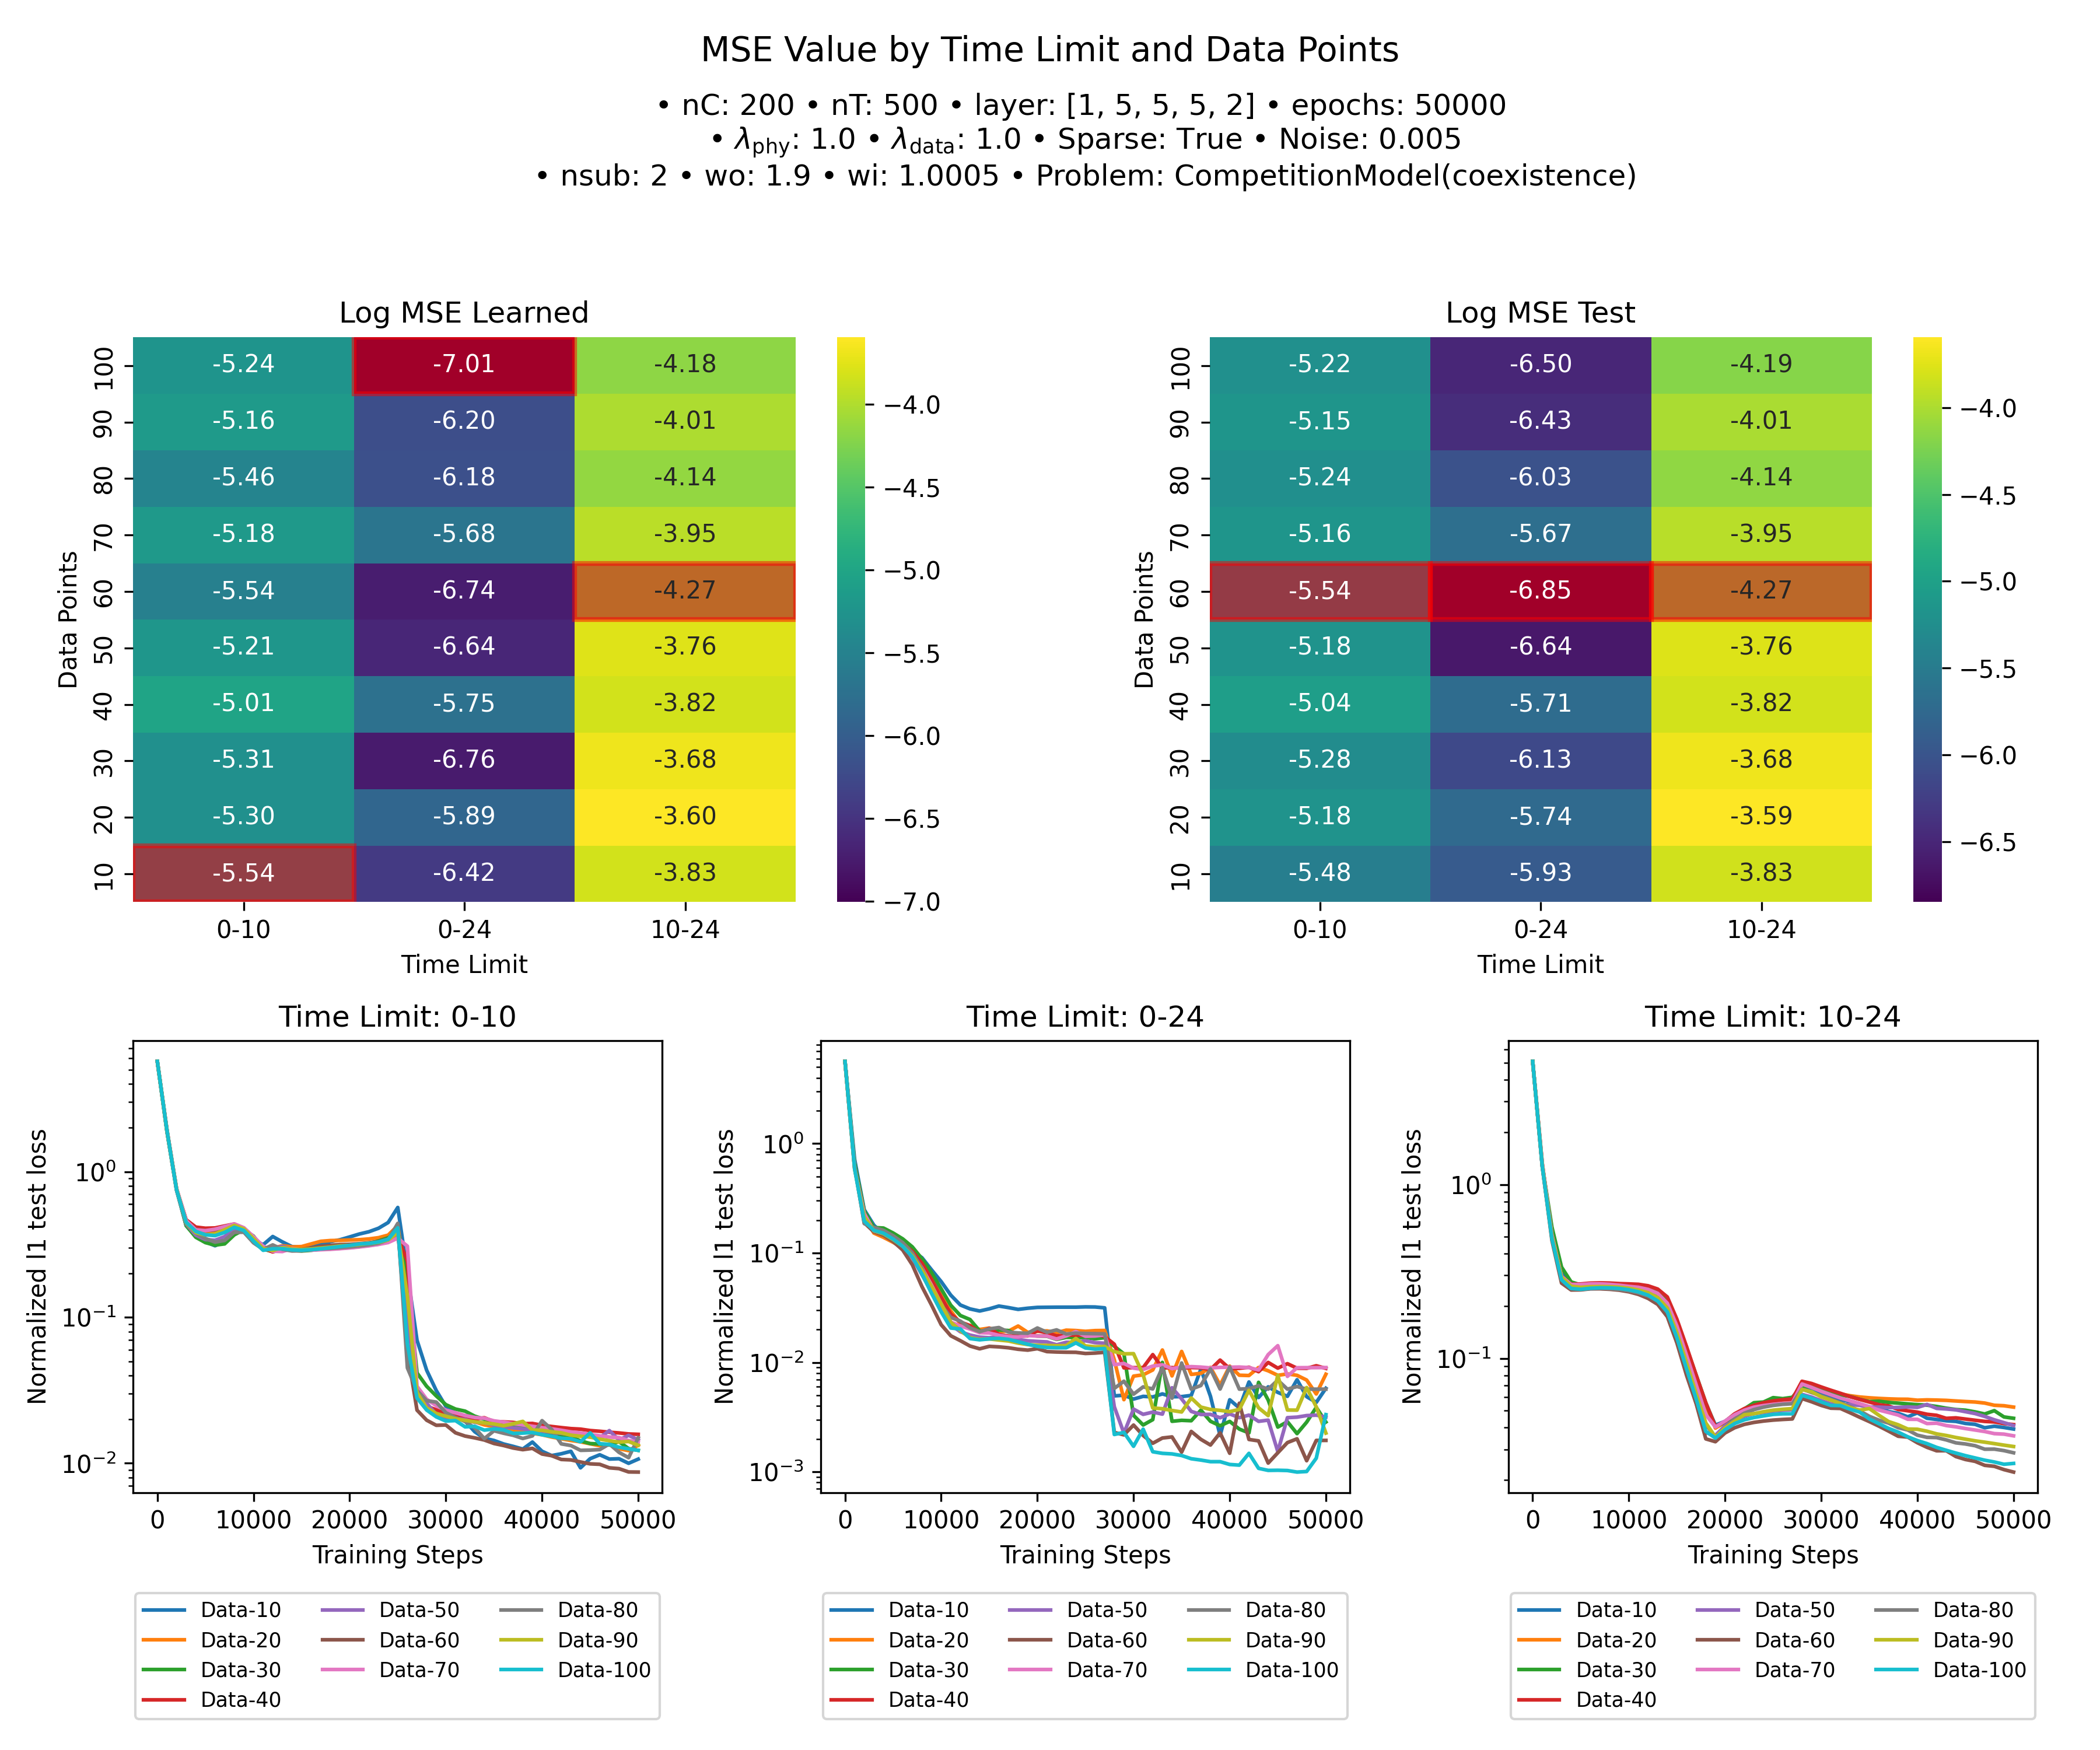 MSE Value by Time Limit and Data Points
• nC: 200 • nT: 500 • layer: [1, 5, 5, 5, 2] • epochs: 50000
• λphy: 1.0 • λdata: 1.0 • Sparse: True • Noise: 0.005
• nsub: 2 • wo: 1.9 • wi: 1.0005 • Problem: CompetitionModel(coexistence)
Log MSE Learned
Data Points
100 -5.24 -7.01 -4.18
90 -5.16 -6.20 -4.01
80 -5.46 -6.18 -4.14
70 -5.18 -5.68 -3.95
60 -5.54 -6.74 -4.27
50 -5.21 -6.64 -3.76
40 -5.01 -5.75 -3.82
30 -5.31 -6.76 -3.68
20 -5.30 -5.89 -3.60
10 -5.54 -6.42 -3.83
0-10 0-24 10-24
Time Limit
−4.0
−4.5
−5.0
−5.5
−6.0
−6.5
−7.0
Log MSE Test
Data Points
100 -5.22 -6.50 -4.19
90 -5.15 -6.43 -4.01
80 -5.24 -6.03 -4.14
70 -5.16 -5.67 -3.95
60 -5.54 -6.85 -4.27
50 -5.18 -6.64 -3.76
40 -5.04 -5.71 -3.82
30 -5.28 -6.13 -3.68
20 -5.18 -5.74 -3.59
10 -5.48 -5.93 -3.83
0-10 0-24 10-24
Time Limit
−4.0
−4.5
−5.0
−5.5
−6.0
−6.5
Time Limit: 0-10
Normalized l1 test loss
10⁰
10⁻¹
10⁻²
0 10000 20000 30000 40000 50000
Training Steps
Data-10 Data-50 Data-80
Data-20 Data-60 Data-90
Data-30 Data-70 Data-100
Data-40
Time Limit: 0-24
Normalized l1 test loss
10⁰
10⁻¹
10⁻²
10⁻³
0 10000 20000 30000 40000 50000
Training Steps
Data-10 Data-50 Data-80
Data-20 Data-60 Data-90
Data-30 Data-70 Data-100
Data-40
Time Limit: 10-24
Normalized l1 test loss
10⁰
10⁻¹
0 10000 20000 30000 40000 50000
Training Steps
Data-10 Data-50 Data-80
Data-20 Data-60 Data-90
Data-30 Data-70 Data-100
Data-40